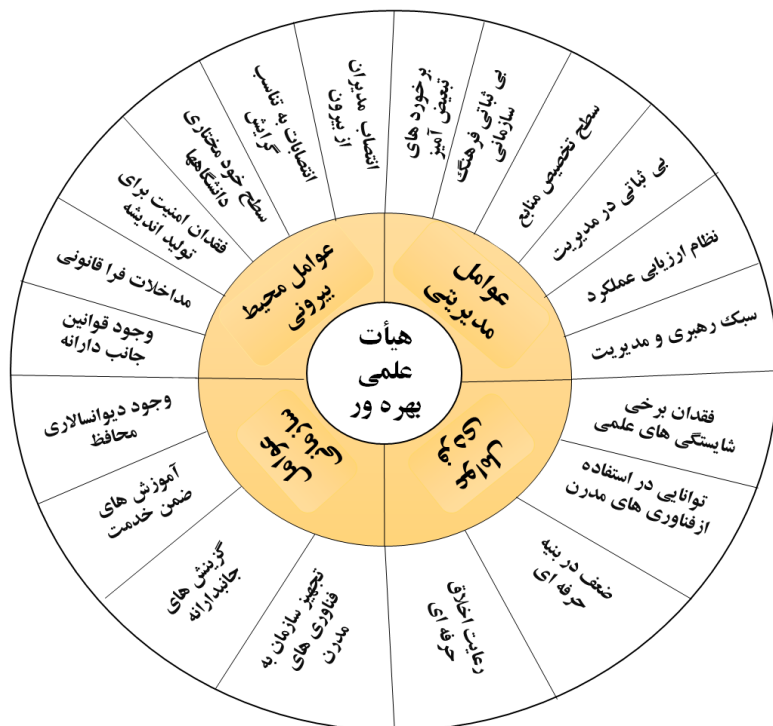 هیأت
علمی
بهره ور
عوامل
مدیریتی
برخورد های
تبعیض آمیز
بی ثباتی فرهنگ
سازمانی
سطح تخصیص منابع
بی ثباتی در مدیریت
نظام ارزیابی عملکرد
سبک رهبری و مدیریت
عوامل
فردی
فقدان برخی
شایستگی های علمی
توانایی در استفاده
ازفناوری های مدرن
ضعف در بنیه
حرفه ای
رعایت اخلاق
حرفه ای
عوامل
سازمانی
تجهیز سازمان به
فناوری های
مدرن
گزینش های
جانبدارانه
آموزش های
ضمن خدمت
وجود دیوانسالاری
محافظ
عوامل محیط
بیرونی
وجود قوانین
جانب دارانه
مداخلات فرا قانونی
فقدان امنیت برای
تولید اندیشه
سطح خود مختاری
دانشگاهها
انتصابات به تناسب
گرایش
انتصاب مدیران
از بیرون